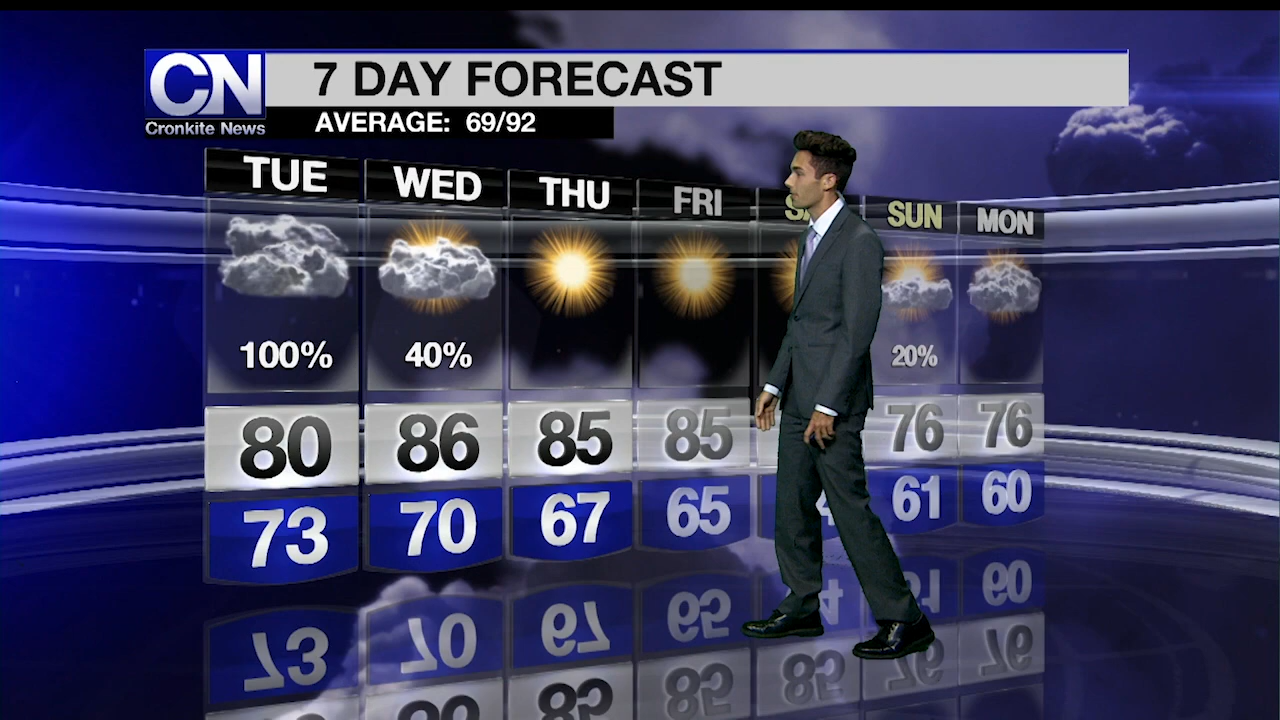 CN
Cronkite News
7 DAY FORECAST
AVERAGE: 69/92
TUE WED THU FRI SUN MON
100% 40% 20%
80 86 85 85 76 76
73 70 67 65 61 60